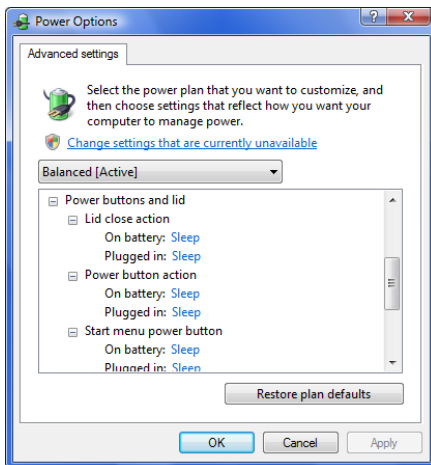 Power Options
Advanced settings
Select the power plan that you want to customize, and
then choose settings that reflect how you want your
computer to manage power.
Change settings that are currently unavailable
Balanced [Active]
Power buttons and lid
Lid close action
On battery: Sleep
Plugged in: Sleep
Power button action
On battery: Sleep
Plugged in: Sleep
Start menu power button
On battery: Sleep
Plugged in: Sleep
Restore plan defaults
OK Cancel Apply